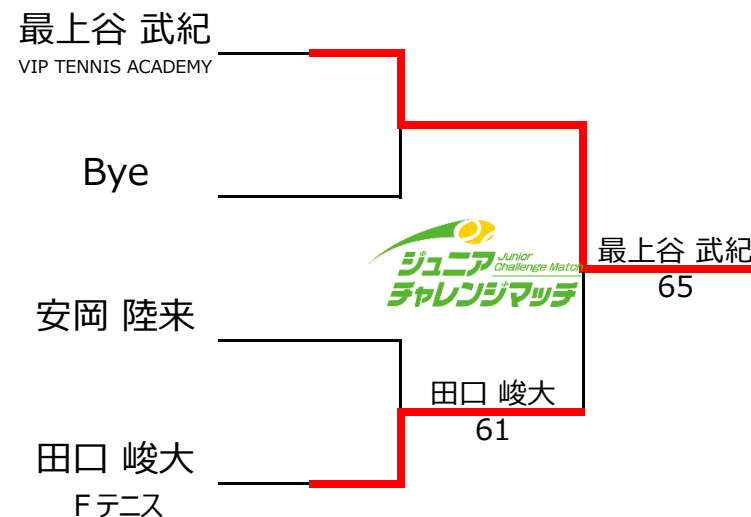 最上谷 武紀
VIP TENNIS ACADEMY
Bye
安岡 陸来
田口 峻大
Fテニス
ジュニア Junior
Challenge Match
チャレンジマッチ
田口 峻大
61
最上谷 武紀
65